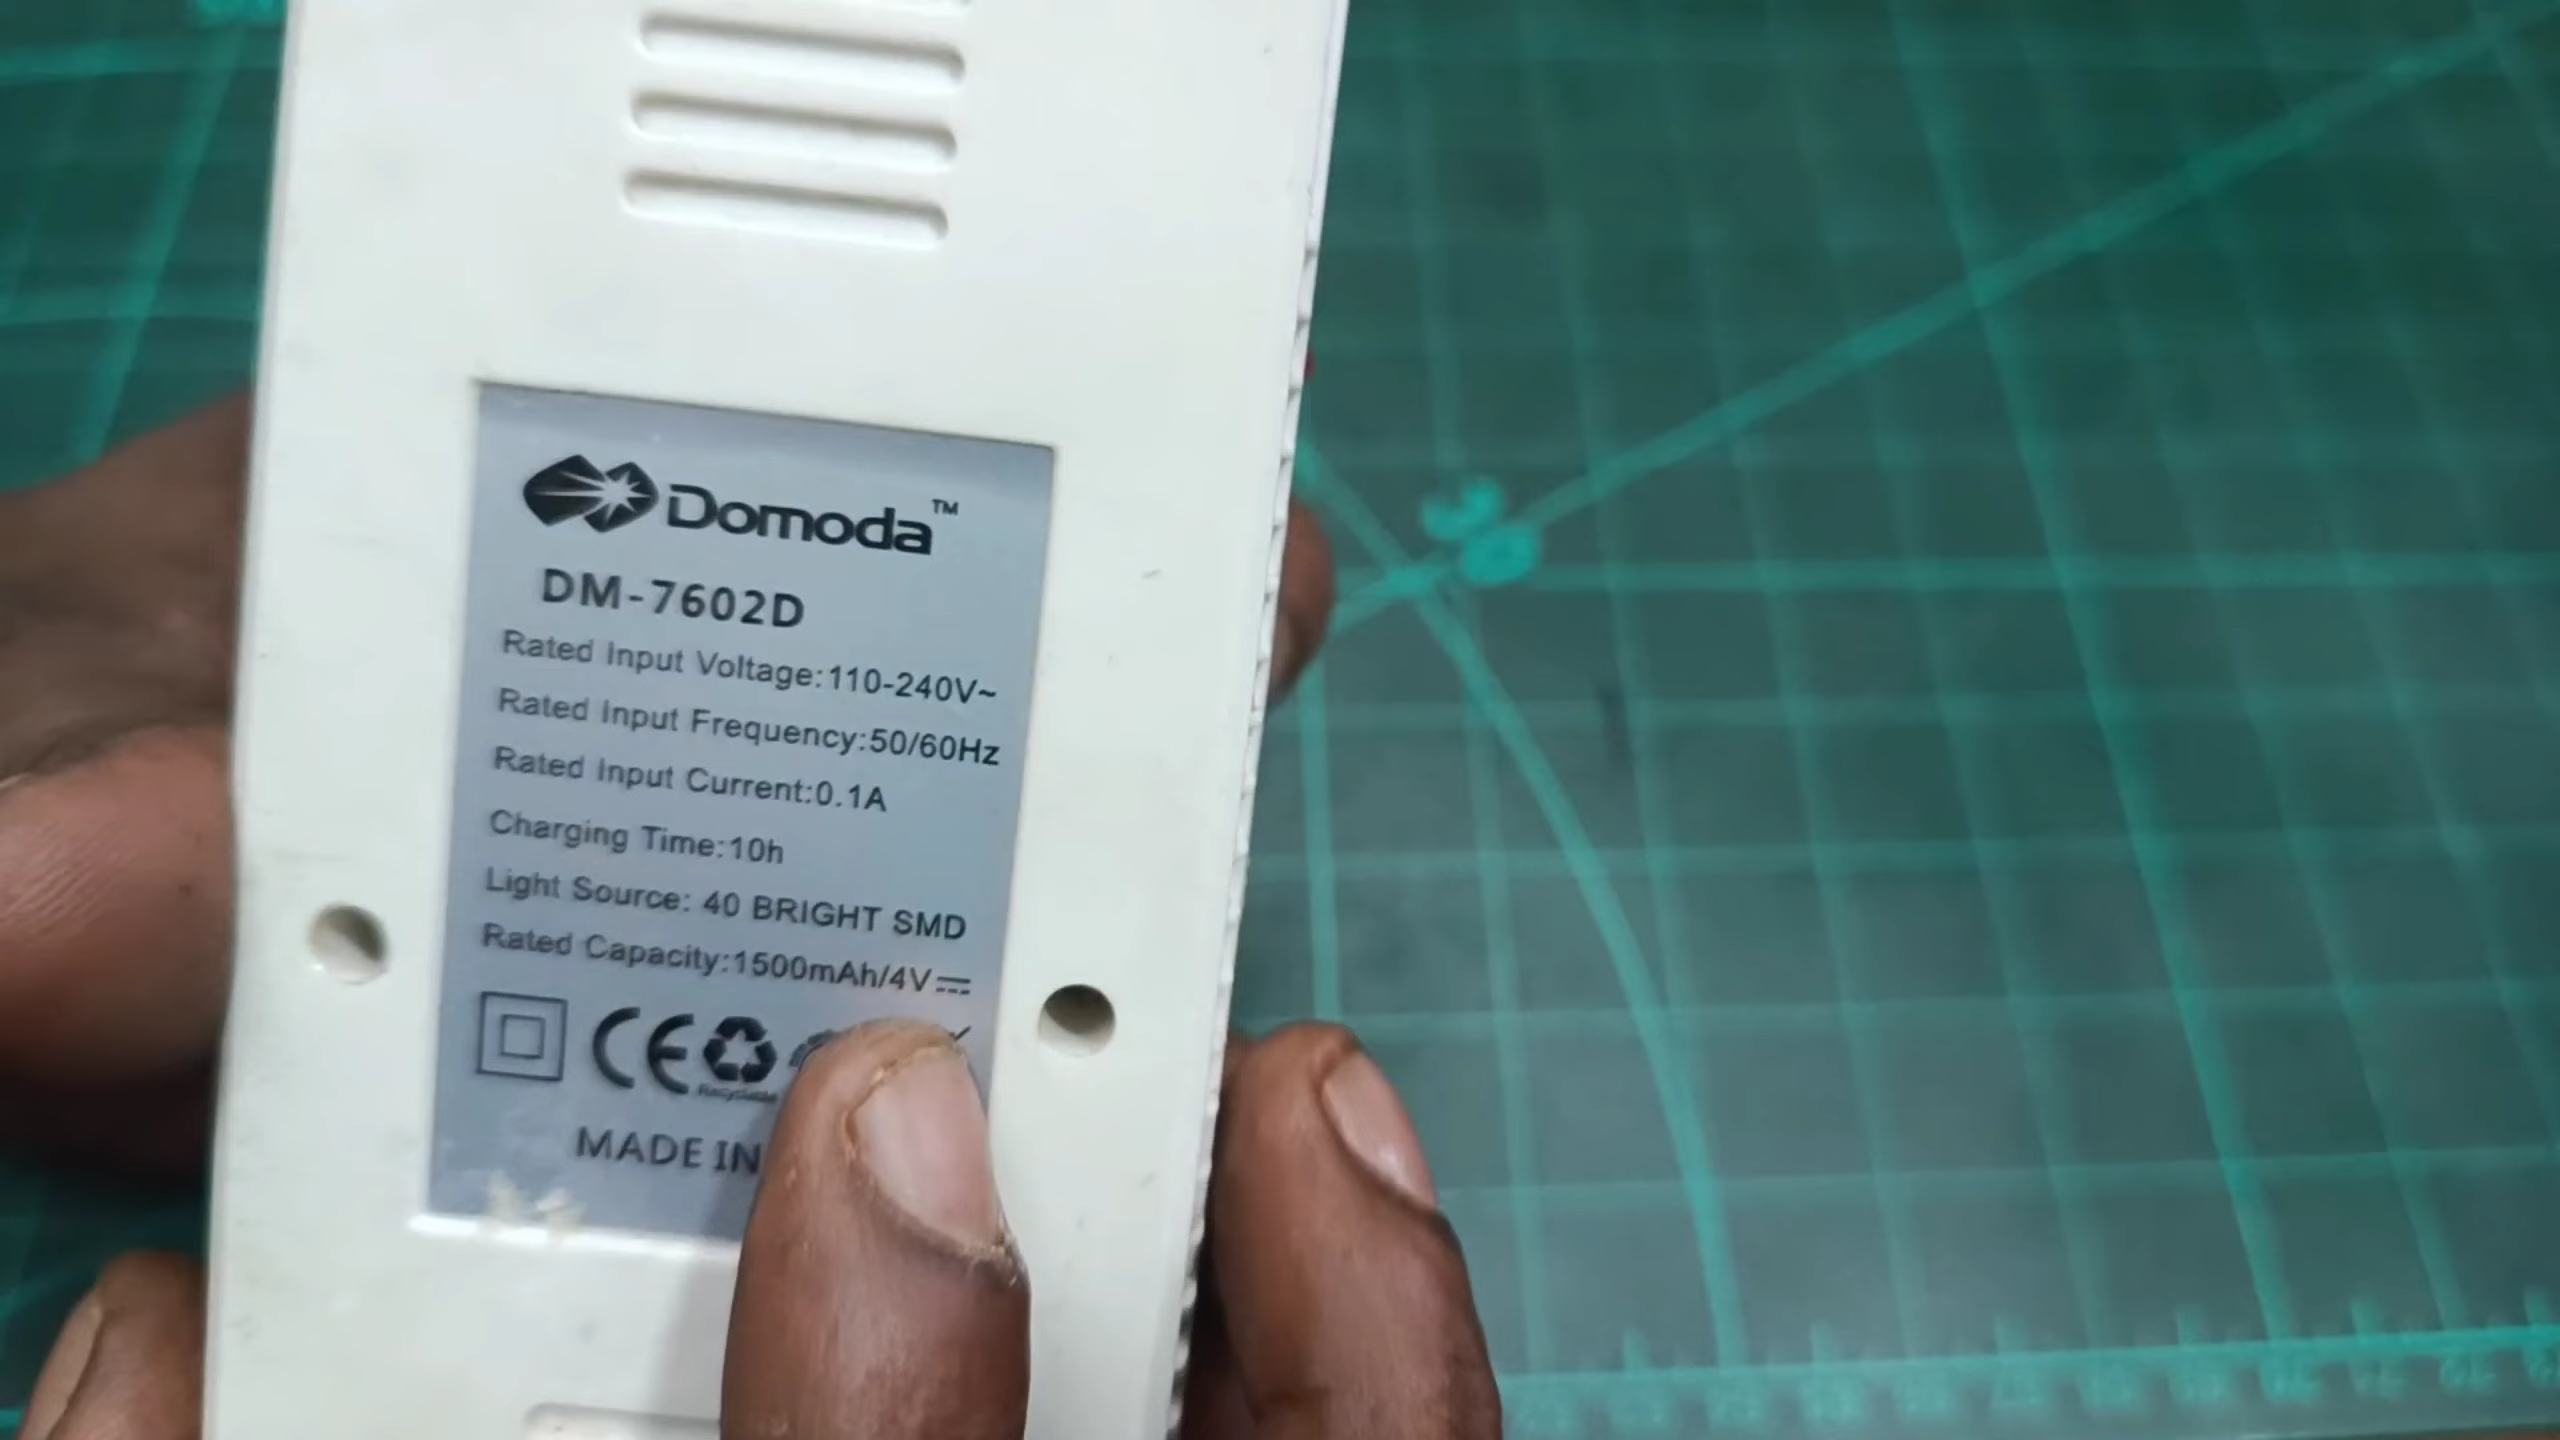 Domoda™
DM-7602D
Rated Input Voltage:110-240V~
Rated Input Frequency:50/60Hz
Rated Input Current:0.1A
Charging Time:10h
Light Source: 40 BRIGHT SMD
Rated Capacity:1500mAh/4V⎓
CE
Recyclable
MADE IN